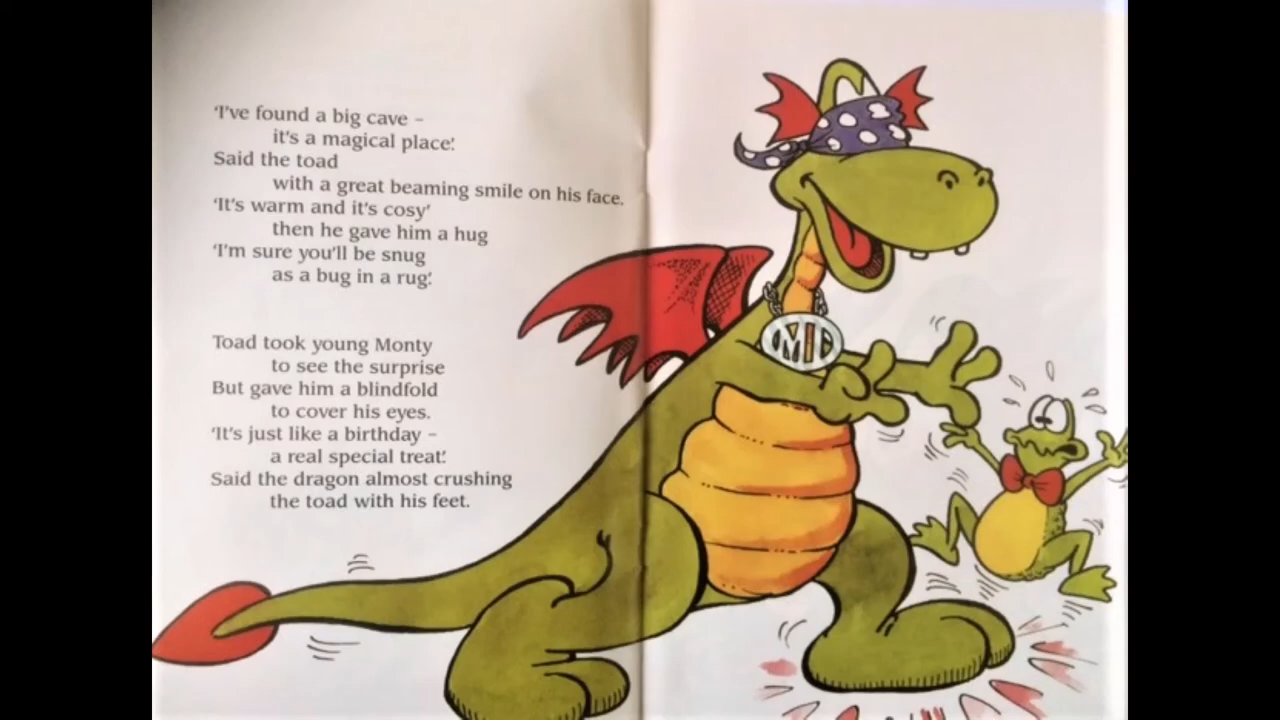 ‘I’ve found a big cave –
it’s a magical place’.
Said the toad
with a great beaming smile on his face.
‘It’s warm and it’s cosy’
then he gave him a hug
‘I’m sure you’ll be snug
as a bug in a rug’.
Toad took young Monty
to see the surprise
But gave him a blindfold
to cover his eyes.
‘It’s just like a birthday –
a real special treat’.
Said the dragon almost crushing
the toad with his feet.
MD